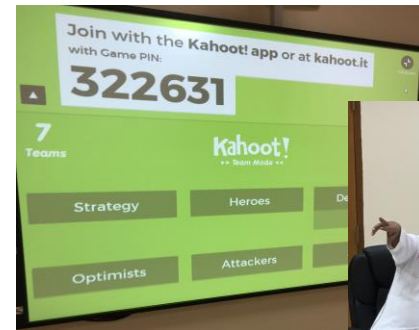 Join with the Kahoot! app or at kahoot.it
with Game PIN:
322631
7
Teams
Kahoot!
>> Team Mode <<
Strategy
Heroes
Optimists
Attackers